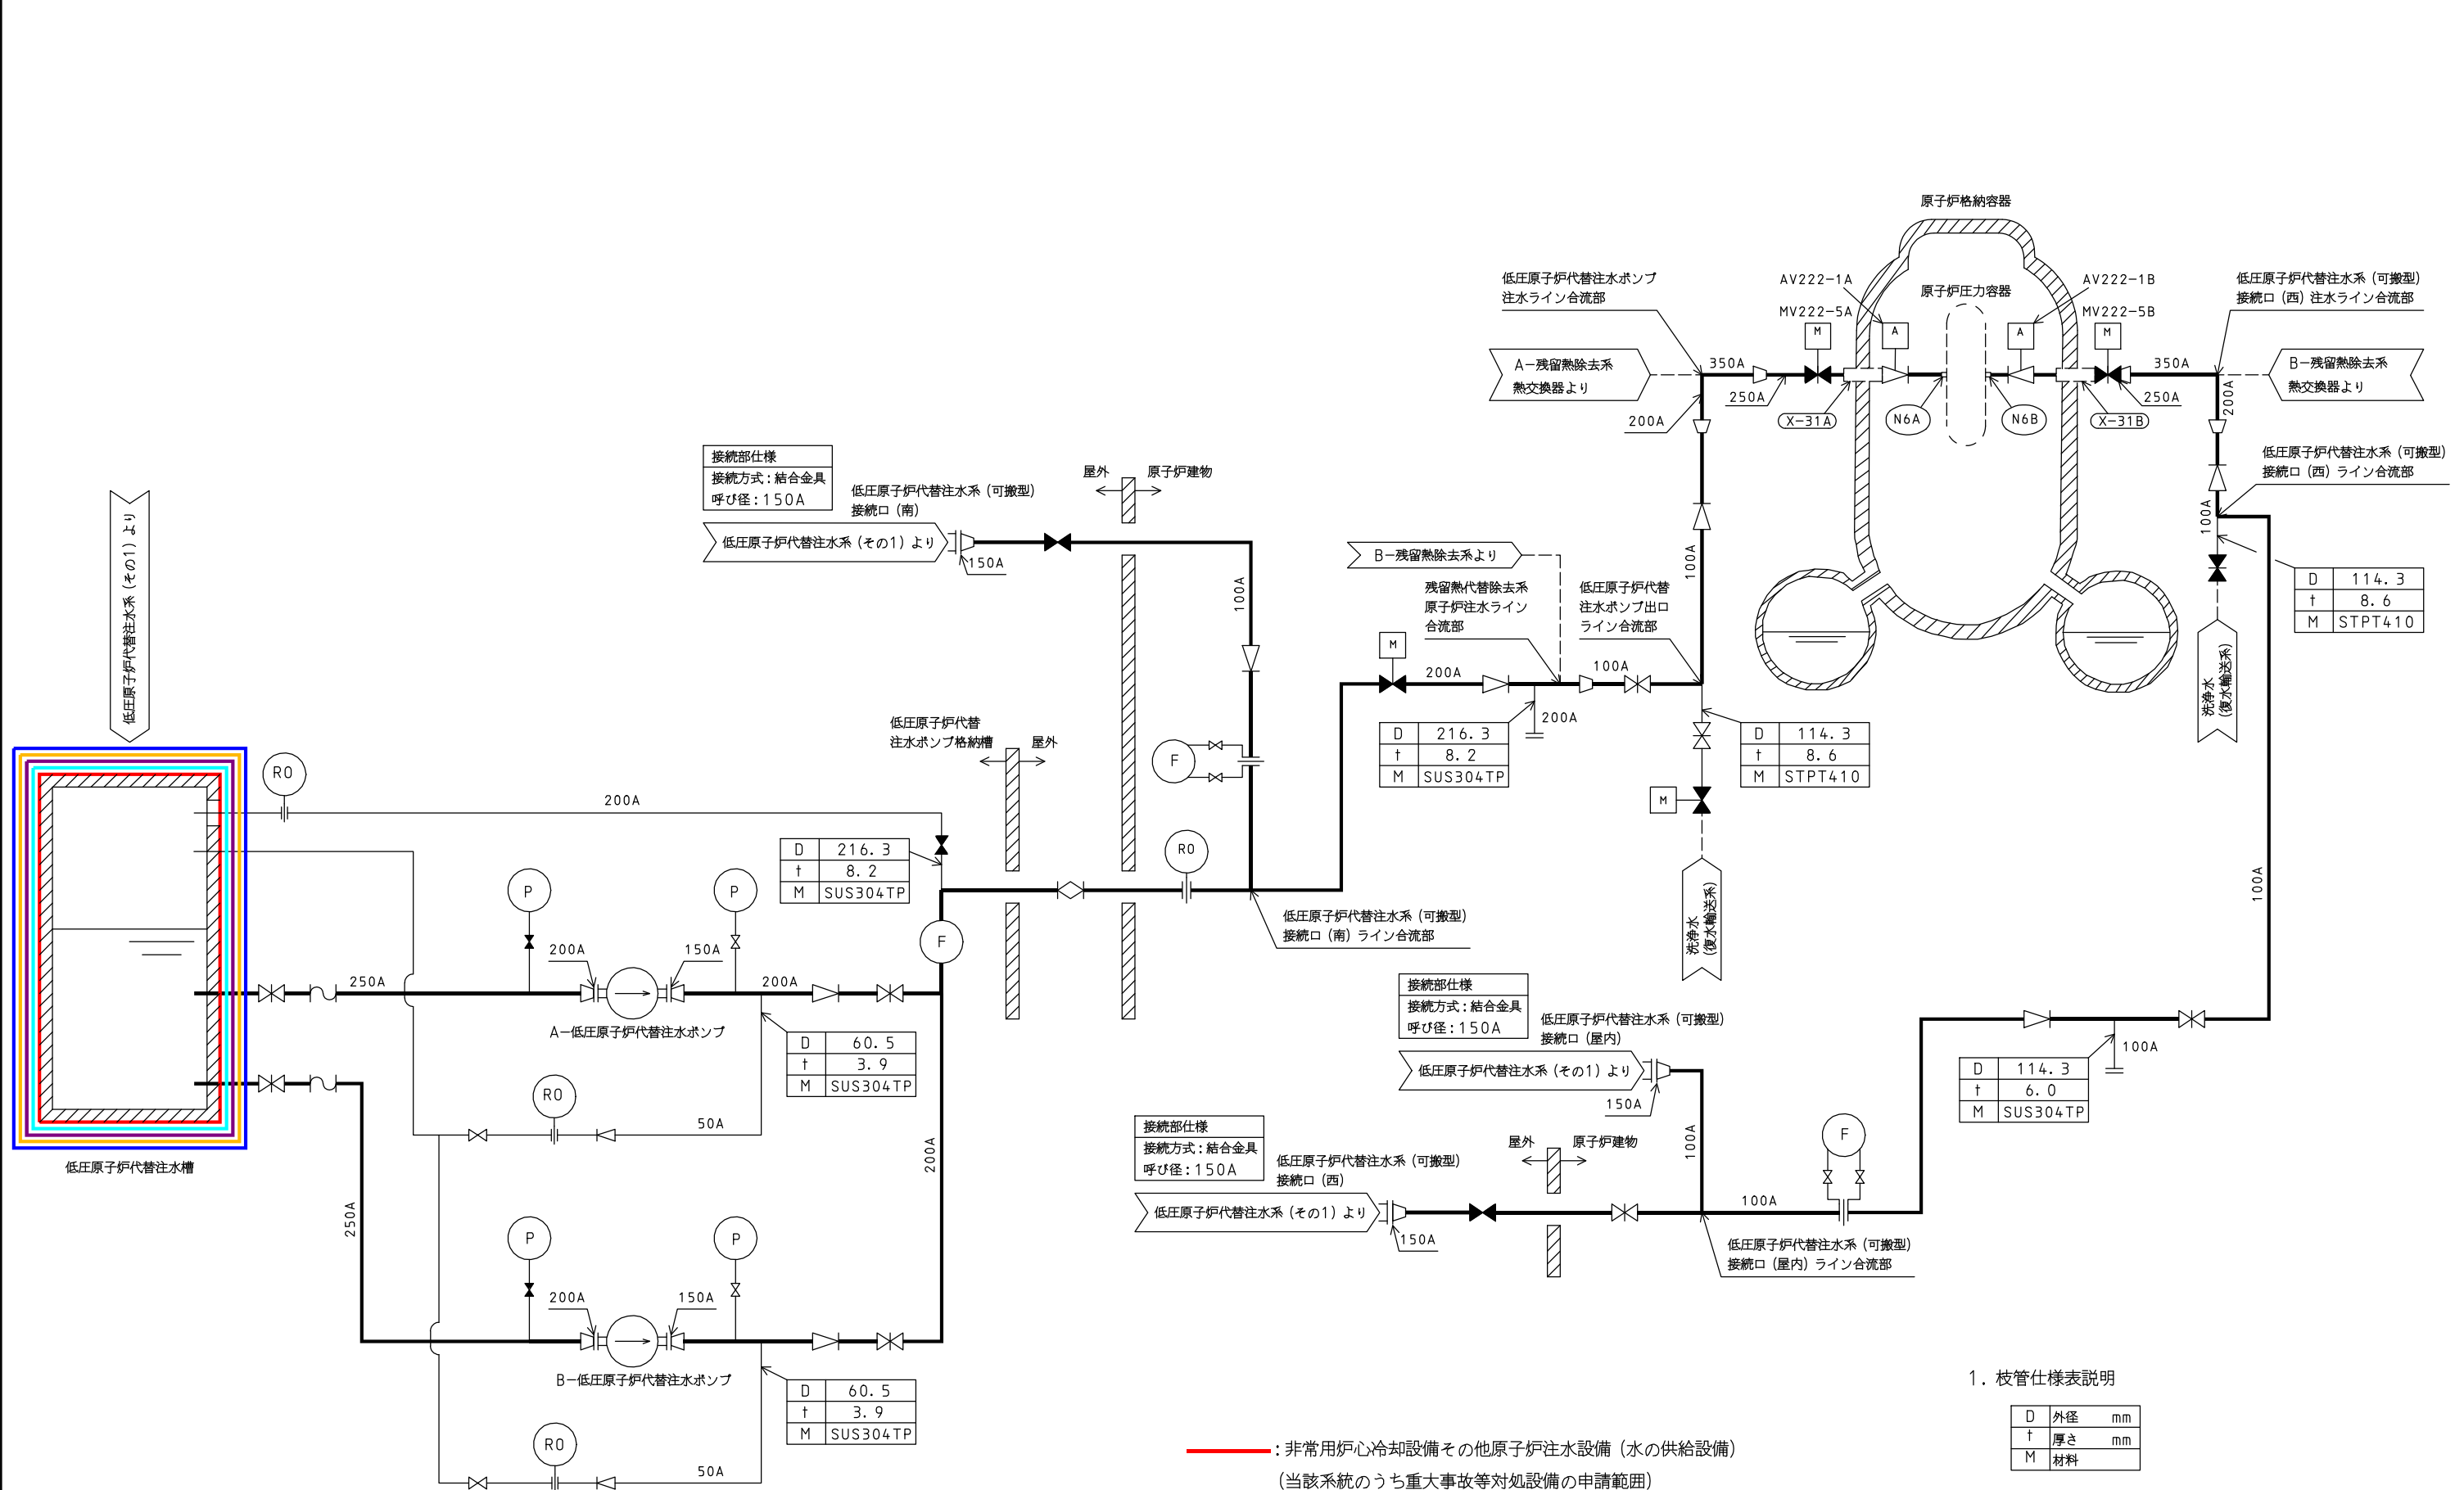 原子炉格納容器
原子炉圧力容器
AV222-1A
MV222-5A
AV222-1B
MV222-5B
M
A
A
M
低圧原子炉代替注水ポンプ
注水ライン合流部
A-残留熱除去系
熱交換器より
350A
250A
200A
X-31A
N6A
N6B
X-31B
350A
250A
200A
低圧原子炉代替注水系(可搬型)
接続口(西)注水ライン合流部
B-残留熱除去系
熱交換器より
低圧原子炉代替注水系(可搬型)
接続口(西)ライン合流部
100A
D 114.3
t 8.6
M STPT410
洗浄水
(復水輸送系)
100A
接続部仕様
接続方式:結合金具
呼び径:150A
低圧原子炉代替注水系(可搬型)
接続口(南)
低圧原子炉代替注水系(その1)より
150A
屋外
原子炉建物
100A
B-残留熱除去系より
残留熱代替除去系
原子炉注水ライン
合流部
低圧原子炉代替
注水ポンプ出口
ライン合流部
100A
M
200A
100A
200A
D 216.3
t 8.2
M SUS304TP
D 114.3
t 8.6
M STPT410
M
洗浄水
(復水輸送系)
低圧原子炉代替注水系(その1)より
低圧原子炉代替
注水ポンプ格納槽
屋外
F
RO
RO
200A
D 216.3
t 8.2
M SUS304TP
F
低圧原子炉代替注水系(可搬型)
接続口(南)ライン合流部
P
P
200A
150A
250A
200A
A-低圧原子炉代替注水ポンプ
D 60.5
t 3.9
M SUS304TP
RO
50A
低圧原子炉代替注水槽
250A
200A
P
P
200A
150A
B-低圧原子炉代替注水ポンプ
D 60.5
t 3.9
M SUS304TP
RO
50A
接続部仕様
接続方式:結合金具
呼び径:150A
低圧原子炉代替注水系(可搬型)
接続口(屋内)
低圧原子炉代替注水系(その1)より
150A
100A
接続部仕様
接続方式:結合金具
呼び径:150A
低圧原子炉代替注水系(可搬型)
接続口(西)
低圧原子炉代替注水系(その1)より
150A
屋外
原子炉建物
100A
F
低圧原子炉代替注水系(可搬型)
接続口(屋内)ライン合流部
100A
D 114.3
t 6.0
M SUS304TP
1. 枝管仕様表説明
D 外径 mm
t 厚さ mm
M 材料
:非常用炉心冷却設備その他原子炉注水設備(水の供給設備)
(当該系統のうち重大事故等対処設備の申請範囲)